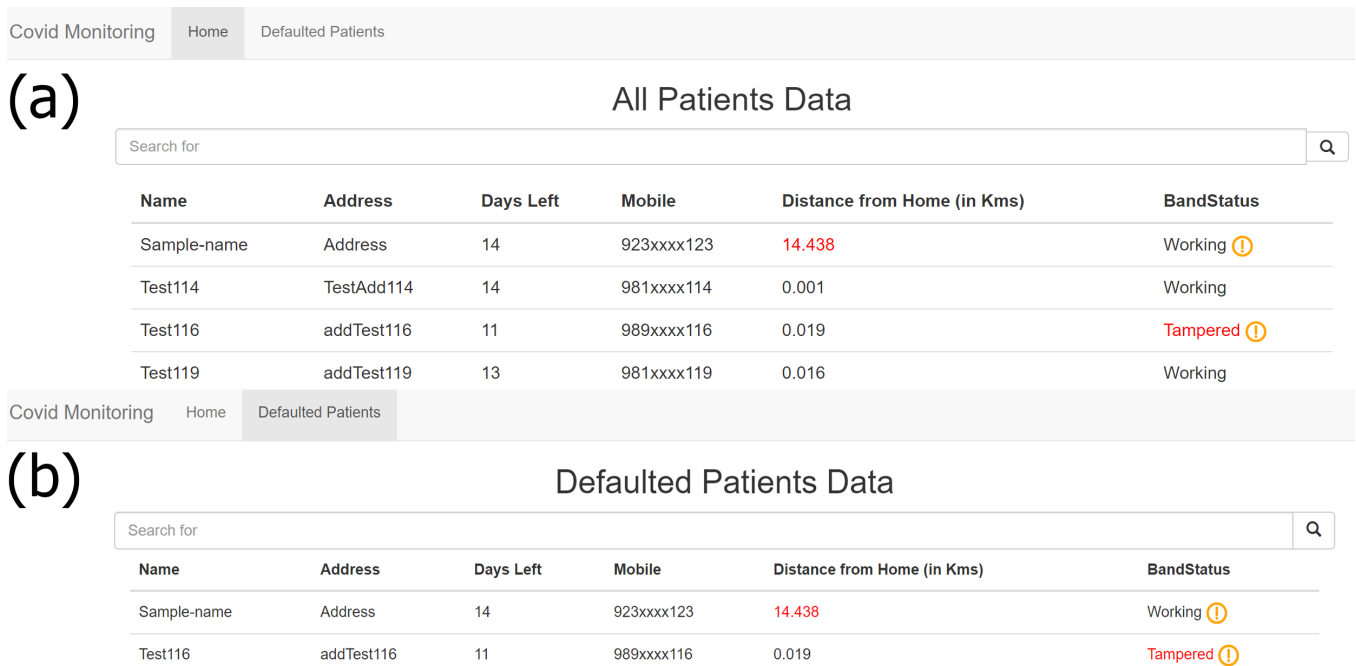 Covid Monitoring Home Defaulted Patients
(a)
All Patients Data
Search for
Name Address Days Left Mobile Distance from Home (in Kms) BandStatus
Sample-name Address 14 923xxxx123 14.438 Working
Test114 TestAdd114 14 981xxxx114 0.001 Working
Test116 addTest116 11 989xxxx116 0.019 Tampered
Test119 addTest119 13 981xxxx119 0.016 Working
Covid Monitoring Home Defaulted Patients
(b)
Defaulted Patients Data
Search for
Name Address Days Left Mobile Distance from Home (in Kms) BandStatus
Sample-name Address 14 923xxxx123 14.438 Working
Test116 addTest116 11 989xxxx116 0.019 Tampered